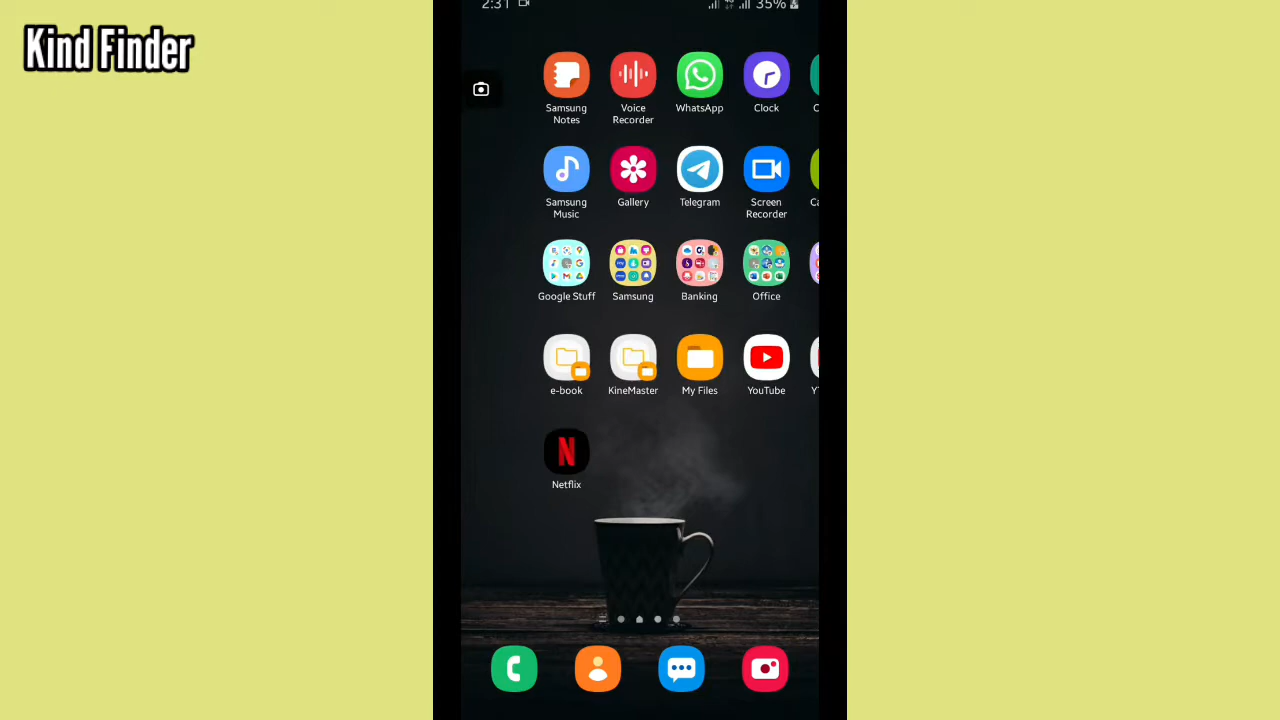 Kind Finder
2:31
35%
Samsung Notes
Voice Recorder
WhatsApp
Clock
Samsung Music
Gallery
Telegram
Screen Recorder
Google Stuff
Samsung
Banking
Office
e-book
KineMaster
My Files
YouTube
N
Netflix